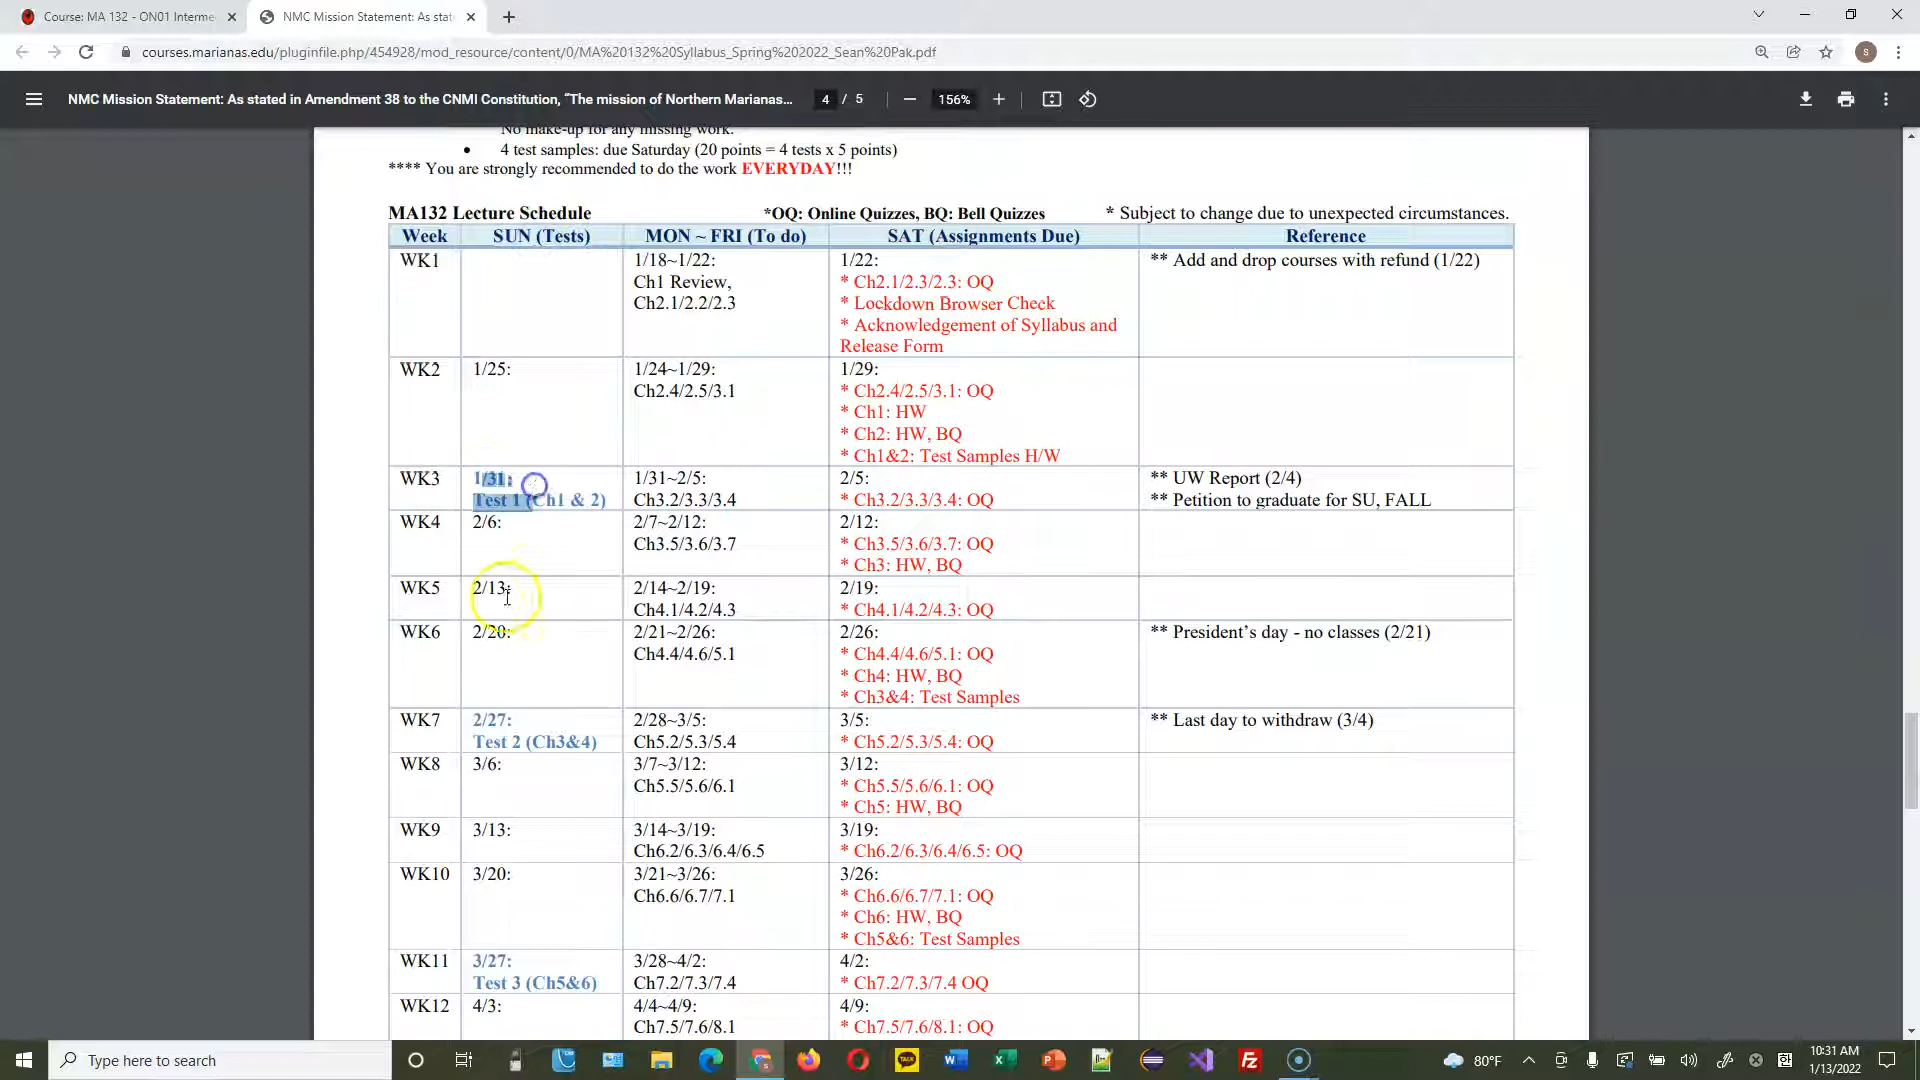 Course: MA 132 - ON01 Interme
NMC Mission Statement: As stat
courses.marianas.edu/pluginfile.php/454928/mod_resource/content/0/MA%20132%20Syllabus_Spring%202022_Sean%20Pak.pdf
s
NMC Mission Statement: As stated in Amendment 38 to the CNMI Constitution, "The mission of Northern Marianas...
4 / 5
156%
No make-up for any missing work.
• 4 test samples: due Saturday (20 points = 4 tests x 5 points)
**** You are strongly recommended to do the work EVERYDAY!!!
MA132 Lecture Schedule *OQ: Online Quizzes, BQ: Bell Quizzes * Subject to change due to unexpected circumstances.
Week SUN (Tests) MON ~ FRI (To do) SAT (Assignments Due) Reference
WK1 1/18~1/22: 1/22: ** Add and drop courses with refund (1/22)
Ch1 Review, * Ch2.1/2.3/2.3: OQ
Ch2.1/2.2/2.3 * Lockdown Browser Check
* Acknowledgement of Syllabus and
Release Form
WK2 1/25: 1/24~1/29: 1/29:
Ch2.4/2.5/3.1 * Ch2.4/2.5/3.1: OQ
* Ch1: HW
* Ch2: HW, BQ
* Ch1&2: Test Samples H/W
WK3 1/31: 1/31~2/5: 2/5: ** UW Report (2/4)
Test 1 (Ch1 & 2) Ch3.2/3.3/3.4 * Ch3.2/3.3/3.4: OQ ** Petition to graduate for SU, FALL
WK4 2/6: 2/7~2/12: 2/12:
Ch3.5/3.6/3.7 * Ch3.5/3.6/3.7: OQ
* Ch3: HW, BQ
WK5 2/13: 2/14~2/19: 2/19:
Ch4.1/4.2/4.3 * Ch4.1/4.2/4.3: OQ
WK6 2/20: 2/21~2/26: 2/26: ** President's day - no classes (2/21)
Ch4.4/4.6/5.1 * Ch4.4/4.6/5.1: OQ
* Ch4: HW, BQ
* Ch3&4: Test Samples
WK7 2/27: 2/28~3/5: 3/5: ** Last day to withdraw (3/4)
Test 2 (Ch3&4) Ch5.2/5.3/5.4 * Ch5.2/5.3/5.4: OQ
WK8 3/6: 3/7~3/12: 3/12:
Ch5.5/5.6/6.1 * Ch5.5/5.6/6.1: OQ
* Ch5: HW, BQ
WK9 3/13: 3/14~3/19: 3/19:
Ch6.2/6.3/6.4/6.5 * Ch6.2/6.3/6.4/6.5: OQ
WK10 3/20: 3/21~3/26: 3/26:
Ch6.6/6.7/7.1 * Ch6.6/6.7/7.1: OQ
* Ch6: HW, BQ
* Ch5&6: Test Samples
WK11 3/27: 3/28~4/2: 4/2:
Test 3 (Ch5&6) Ch7.2/7.3/7.4 * Ch7.2/7.3/7.4 OQ
WK12 4/3: 4/4~4/9: 4/9:
Ch7.5/7.6/8.1 * Ch7.5/7.6/8.1: OQ
Type here to search
TALK
80°F
10:31 AM
1/13/2022